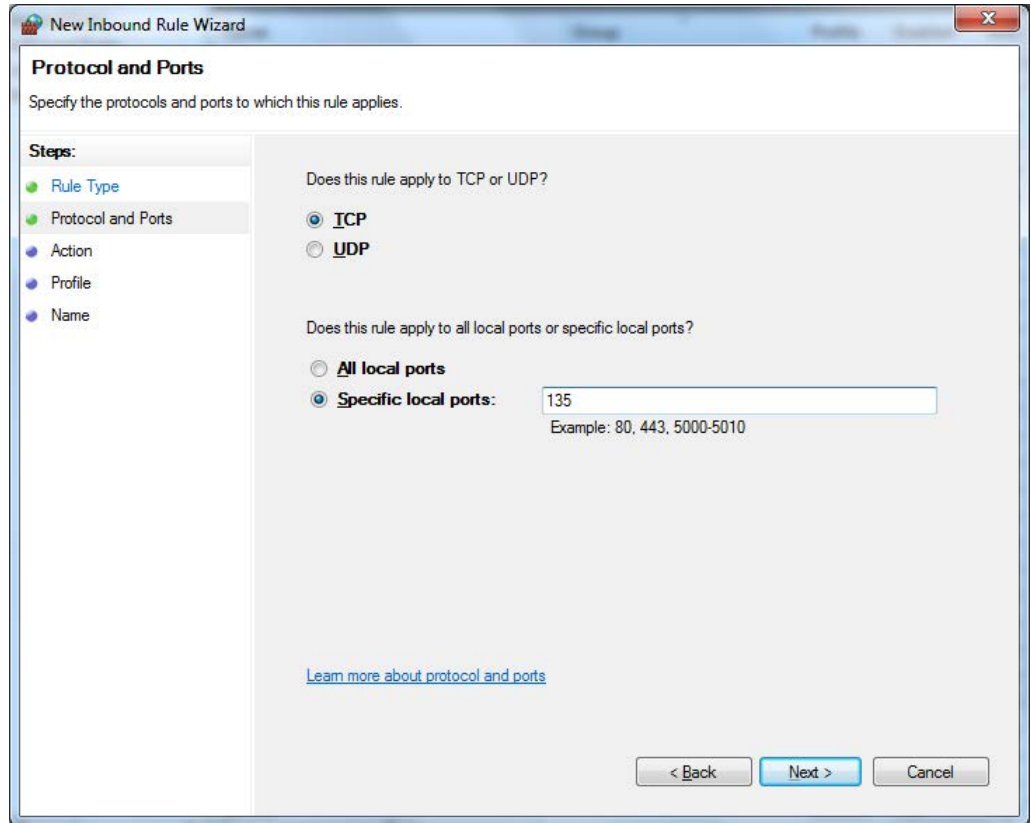 New Inbound Rule Wizard
Protocol and Ports
Specify the protocols and ports to which this rule applies.
Steps:
Rule Type
Protocol and Ports
Action
Profile
Name
Does this rule apply to TCP or UDP?
TCP
UDP
Does this rule apply to all local ports or specific local ports?
All local ports
Specific local ports: 135
Example: 80, 443, 5000-5010
Learn more about protocol and ports
< Back Next > Cancel